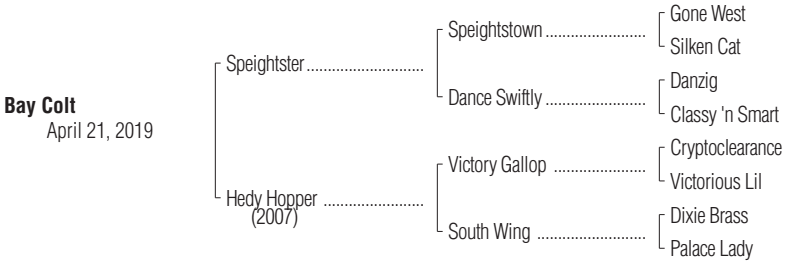 Gone West
Speightstown ........................
Silken Cat
Speightster ............................
Danzig
Dance Swiftly ........................
Classy 'n Smart
Bay Colt
April 21, 2019
Cryptoclearance
Victory Gallop ......................
Victorious Lil
Hedy Hopper ........................
(2007)
Dixie Brass
South Wing ..........................
Palace Lady